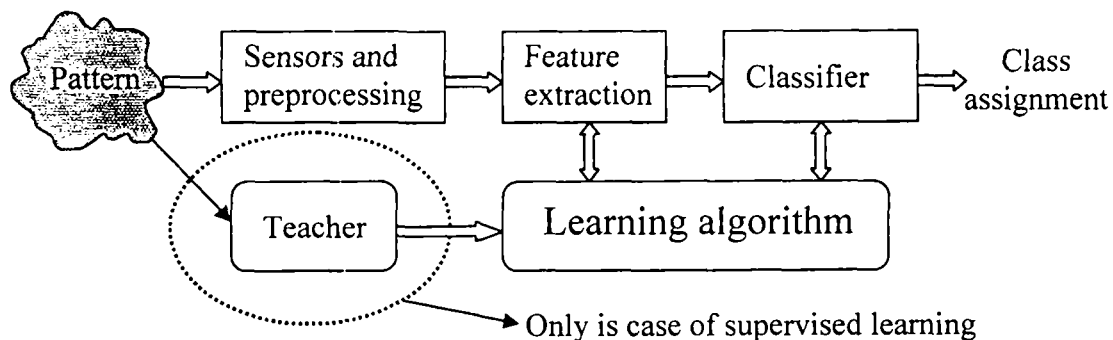 Pattern
Sensors and
preprocessing
Feature
extraction
Classifier
Class
assignment
Teacher
Learning algorithm
Only is case of supervised learning